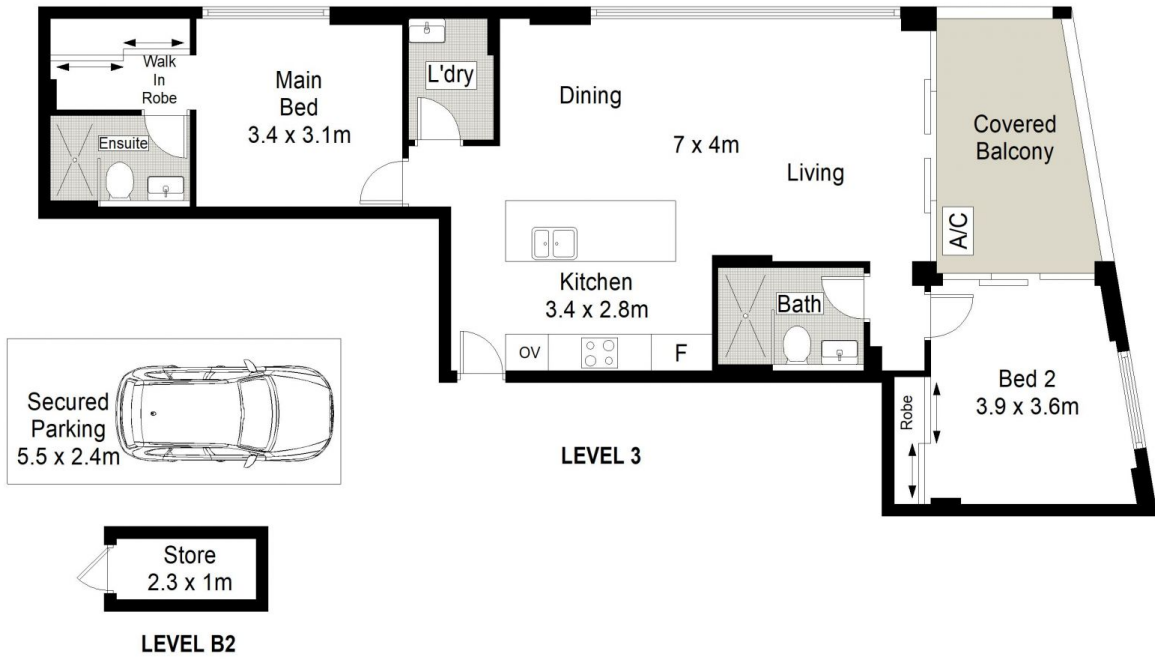 Walk
In
Robe
Ensuite
Main
Bed
3.4 x 3.1m
L'dry
Dining
7 x 4m
Living
Covered
Balcony
A/C
Kitchen
3.4 x 2.8m
Bath
OV
F
Bed 2
3.9 x 3.6m
Robe
Secured
Parking
5.5 x 2.4m
LEVEL 3
Store
2.3 x 1m
LEVEL B2